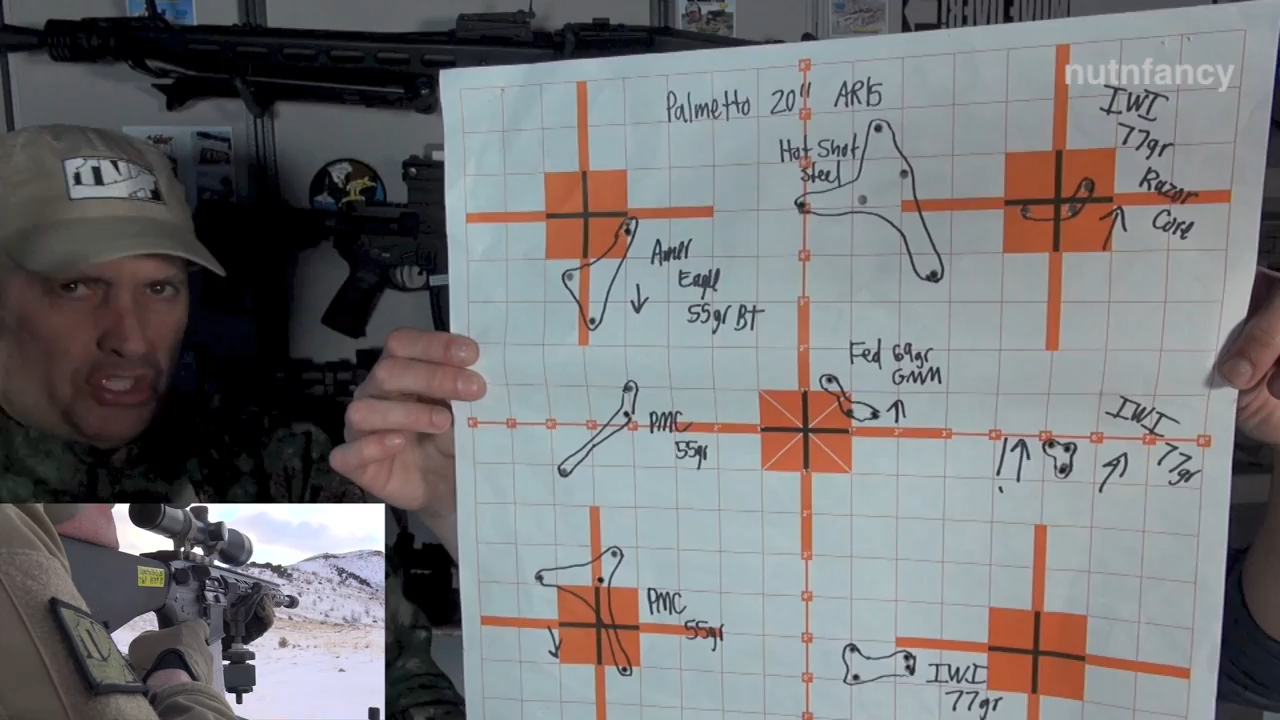 nutnfancy
Palmetto 20" AR15
Hot Shot
Steel
IWI
77gr
Razor
Core
Amer
Eagle
55gr BT
Fed 69gr
GMM
PMC
55gr
IWI
77gr
PMC
55gr
IWI
77gr